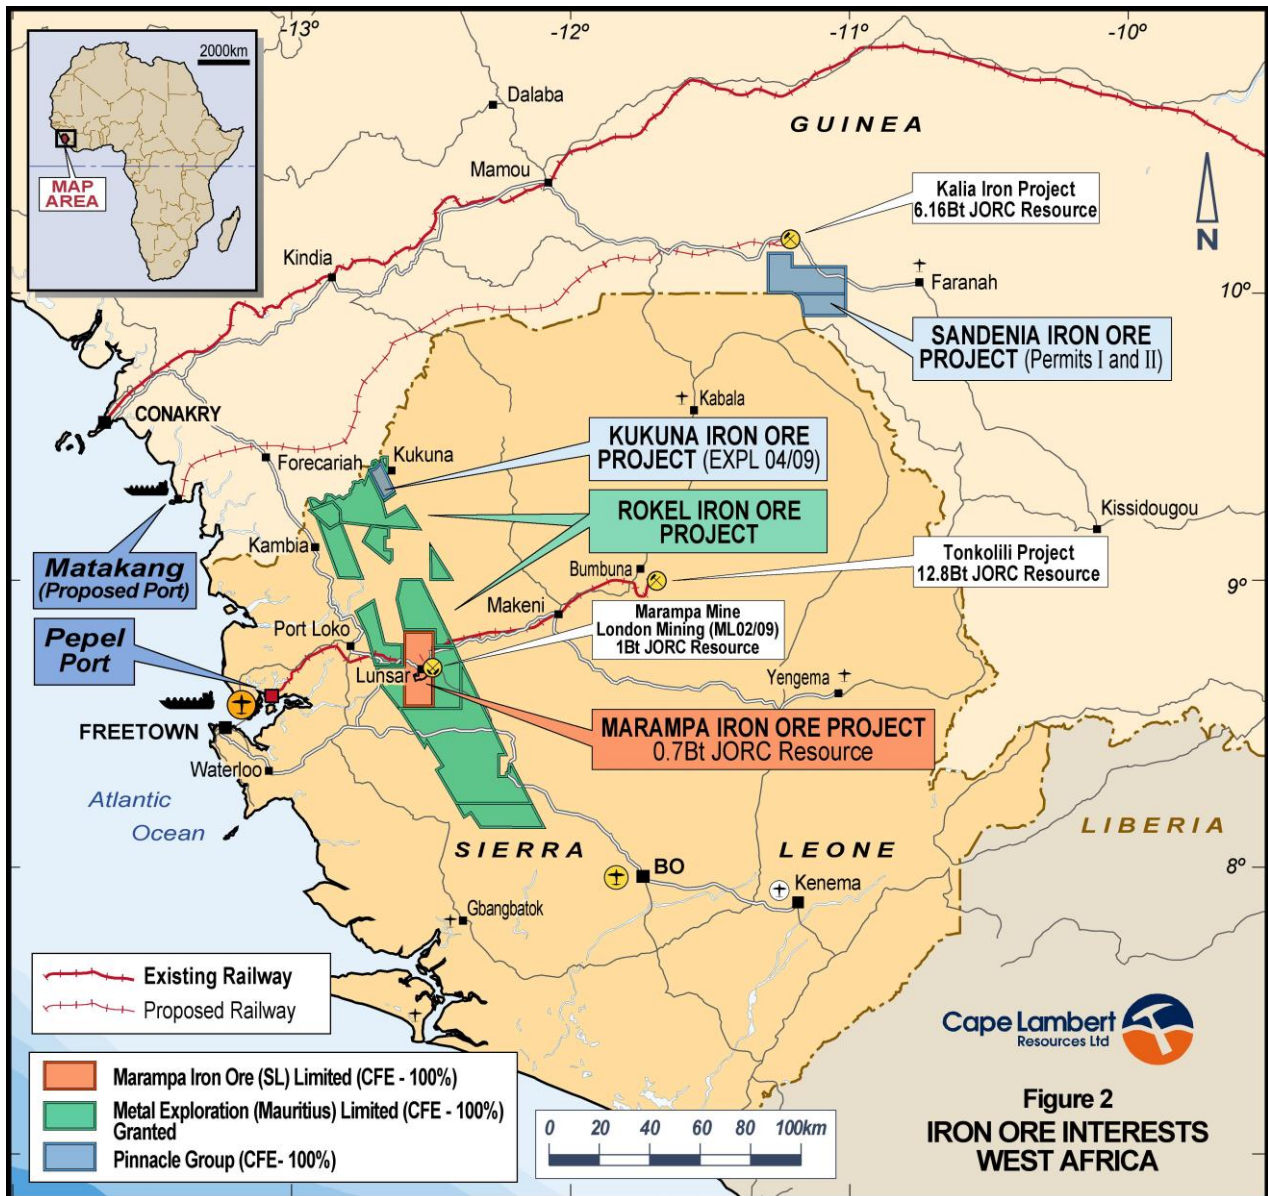 -13º
-12º
-11º
-10º
2000km
MAP
AREA
Dalaba
GUINEA
Mamou
Kalia Iron Project
6.16Bt JORC Resource
N
Kindia
Faranah
10º
SANDENIA IRON ORE
PROJECT (Permits I and II)
CONAKRY
Kabala
KUKUNA IRON ORE
PROJECT (EXPL 04/09)
Forecariah
Kukuna
ROKEL IRON ORE
PROJECT
Kissidougou
Kambia
Matakang
(Proposed Port)
Tonkolili Project
12.8Bt JORC Resource
Bumbuna
9º
Makeni
Marampa Mine
London Mining (ML02/09)
1Bt JORC Resource
Port Loko
Pepel
Port
Lunsar
Yengema
FREETOWN
MARAMPA IRON ORE PROJECT
0.7Bt JORC Resource
Waterloo
Atlantic
Ocean
LIBERIA
SIERRA LEONE
8º
BO
Kenema
Gbangbatok
Existing Railway
Proposed Railway
Cape Lambert
Resources Ltd
Marampa Iron Ore (SL) Limited (CFE - 100%)
Metal Exploration (Mauritius) Limited (CFE - 100%)
Granted
Pinnacle Group (CFE- 100%)
0 20 40 60 80 100km
Figure 2
IRON ORE INTERESTS
WEST AFRICA